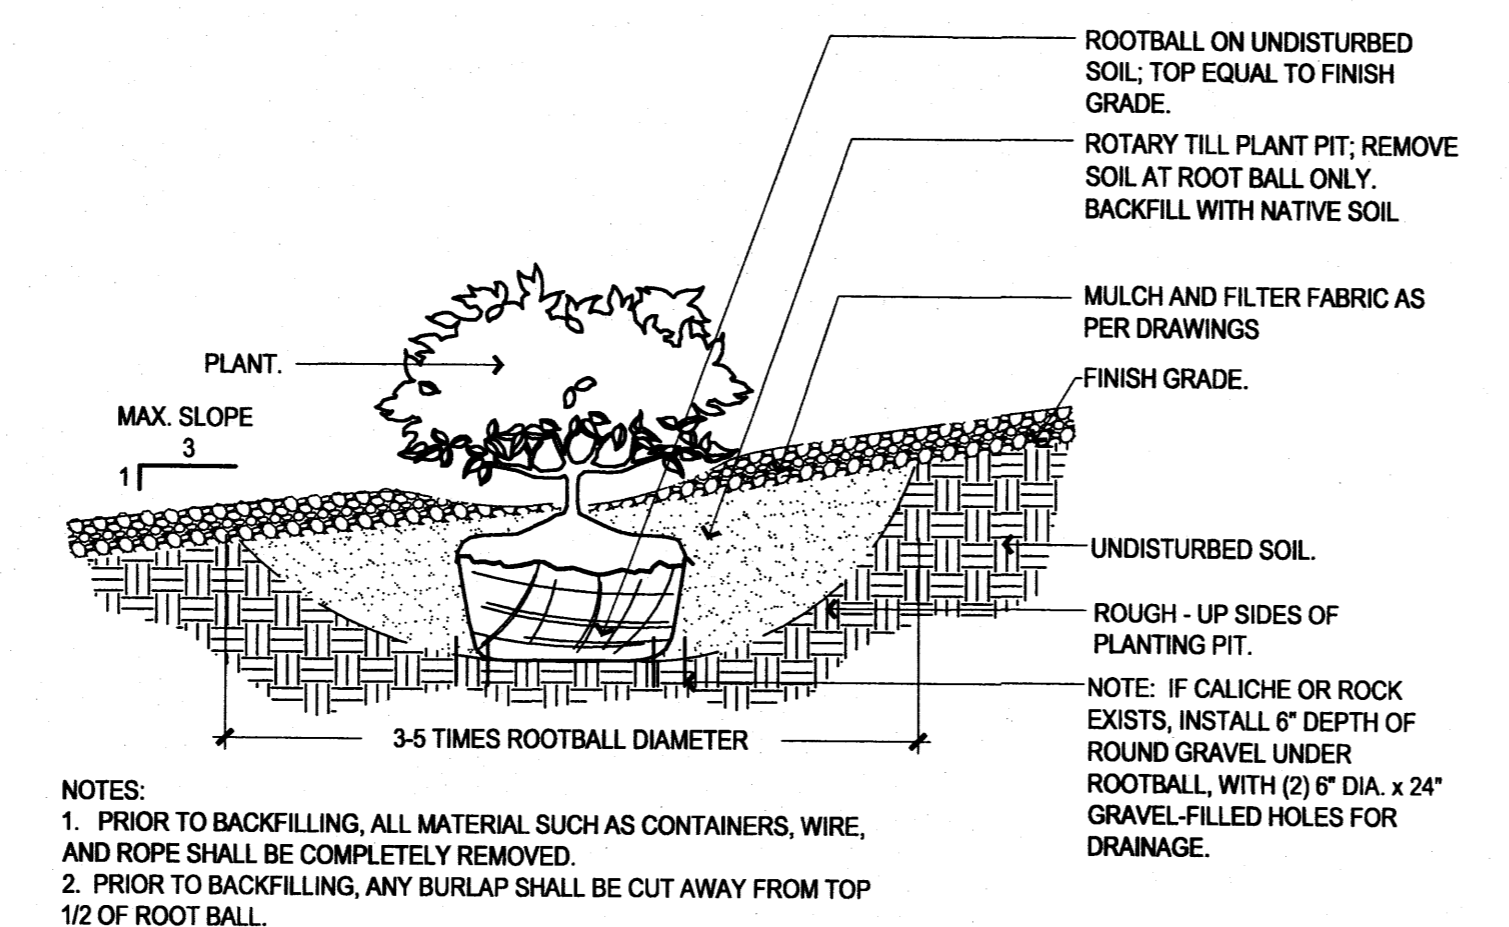 ROOTBALL ON UNDISTURBED
SOIL; TOP EQUAL TO FINISH
GRADE.
ROTARY TILL PLANT PIT; REMOVE
SOIL AT ROOT BALL ONLY.
BACKFILL WITH NATIVE SOIL
MULCH AND FILTER FABRIC AS
PER DRAWINGS
FINISH GRADE.
PLANT.
MAX. SLOPE
3
1
UNDISTURBED SOIL.
ROUGH - UP SIDES OF
PLANTING PIT.
NOTE: IF CALICHE OR ROCK
EXISTS, INSTALL 6" DEPTH OF
ROUND GRAVEL UNDER
ROOTBALL, WITH (2) 6" DIA. x 24"
GRAVEL-FILLED HOLES FOR
DRAINAGE.
3-5 TIMES ROOTBALL DIAMETER
NOTES:
1. PRIOR TO BACKFILLING, ALL MATERIAL SUCH AS CONTAINERS, WIRE,
AND ROPE SHALL BE COMPLETELY REMOVED.
2. PRIOR TO BACKFILLING, ANY BURLAP SHALL BE CUT AWAY FROM TOP
1/2 OF ROOT BALL.